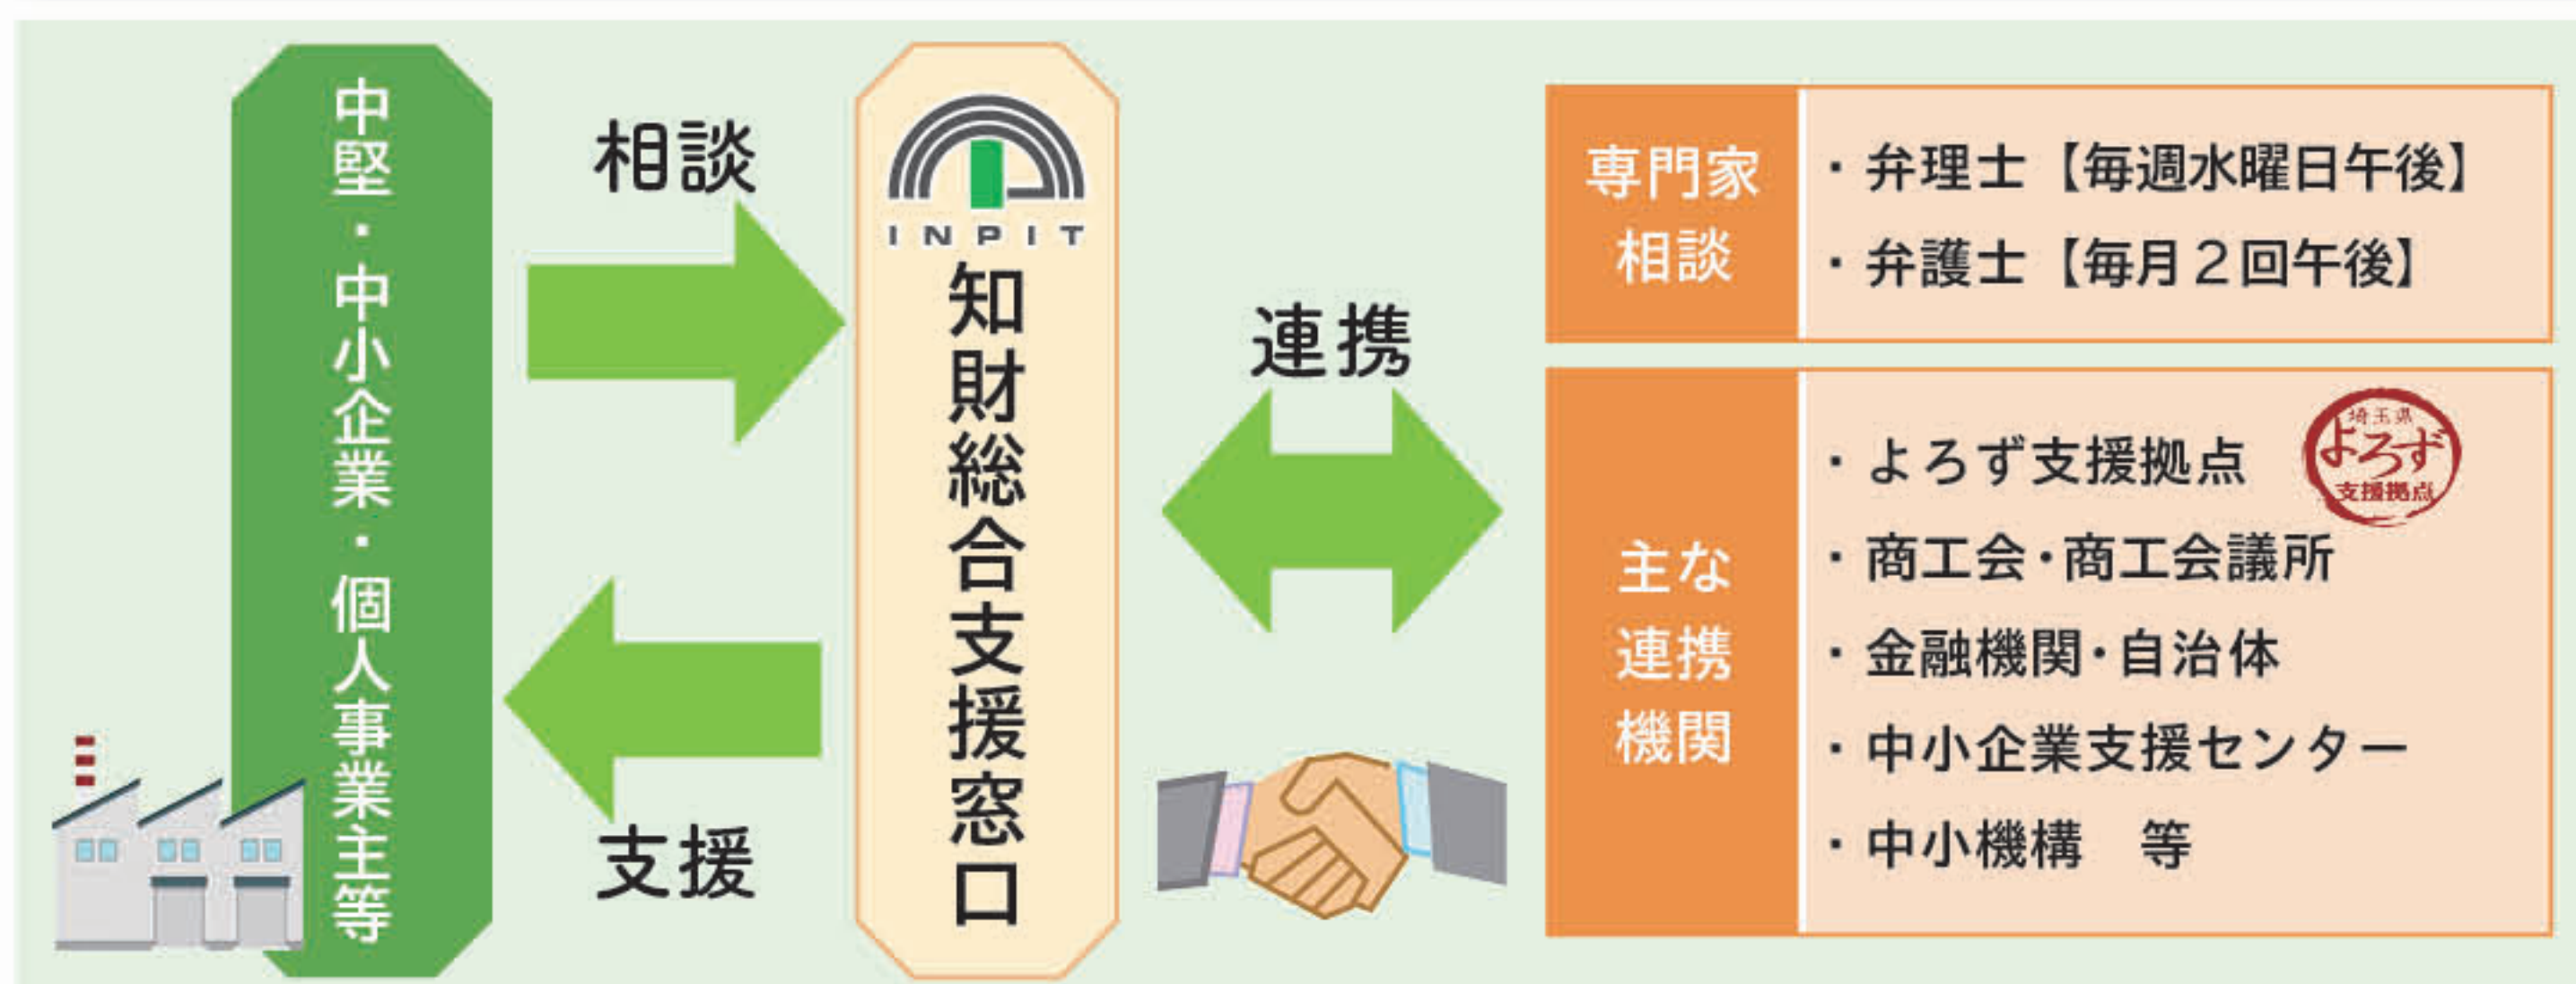 中堅・中小企業・個人事業主等
相談
支援
INPIT
知財総合支援窓口
連携
専門家
相談
・弁理士【毎週水曜日午後】
・弁護士【毎月２回午後】
主な
連携
機関
・よろず支援拠点
埼玉県
よろず
支援拠点
・商工会・商工会議所
・金融機関・自治体
・中小企業支援センター
・中小機構　等